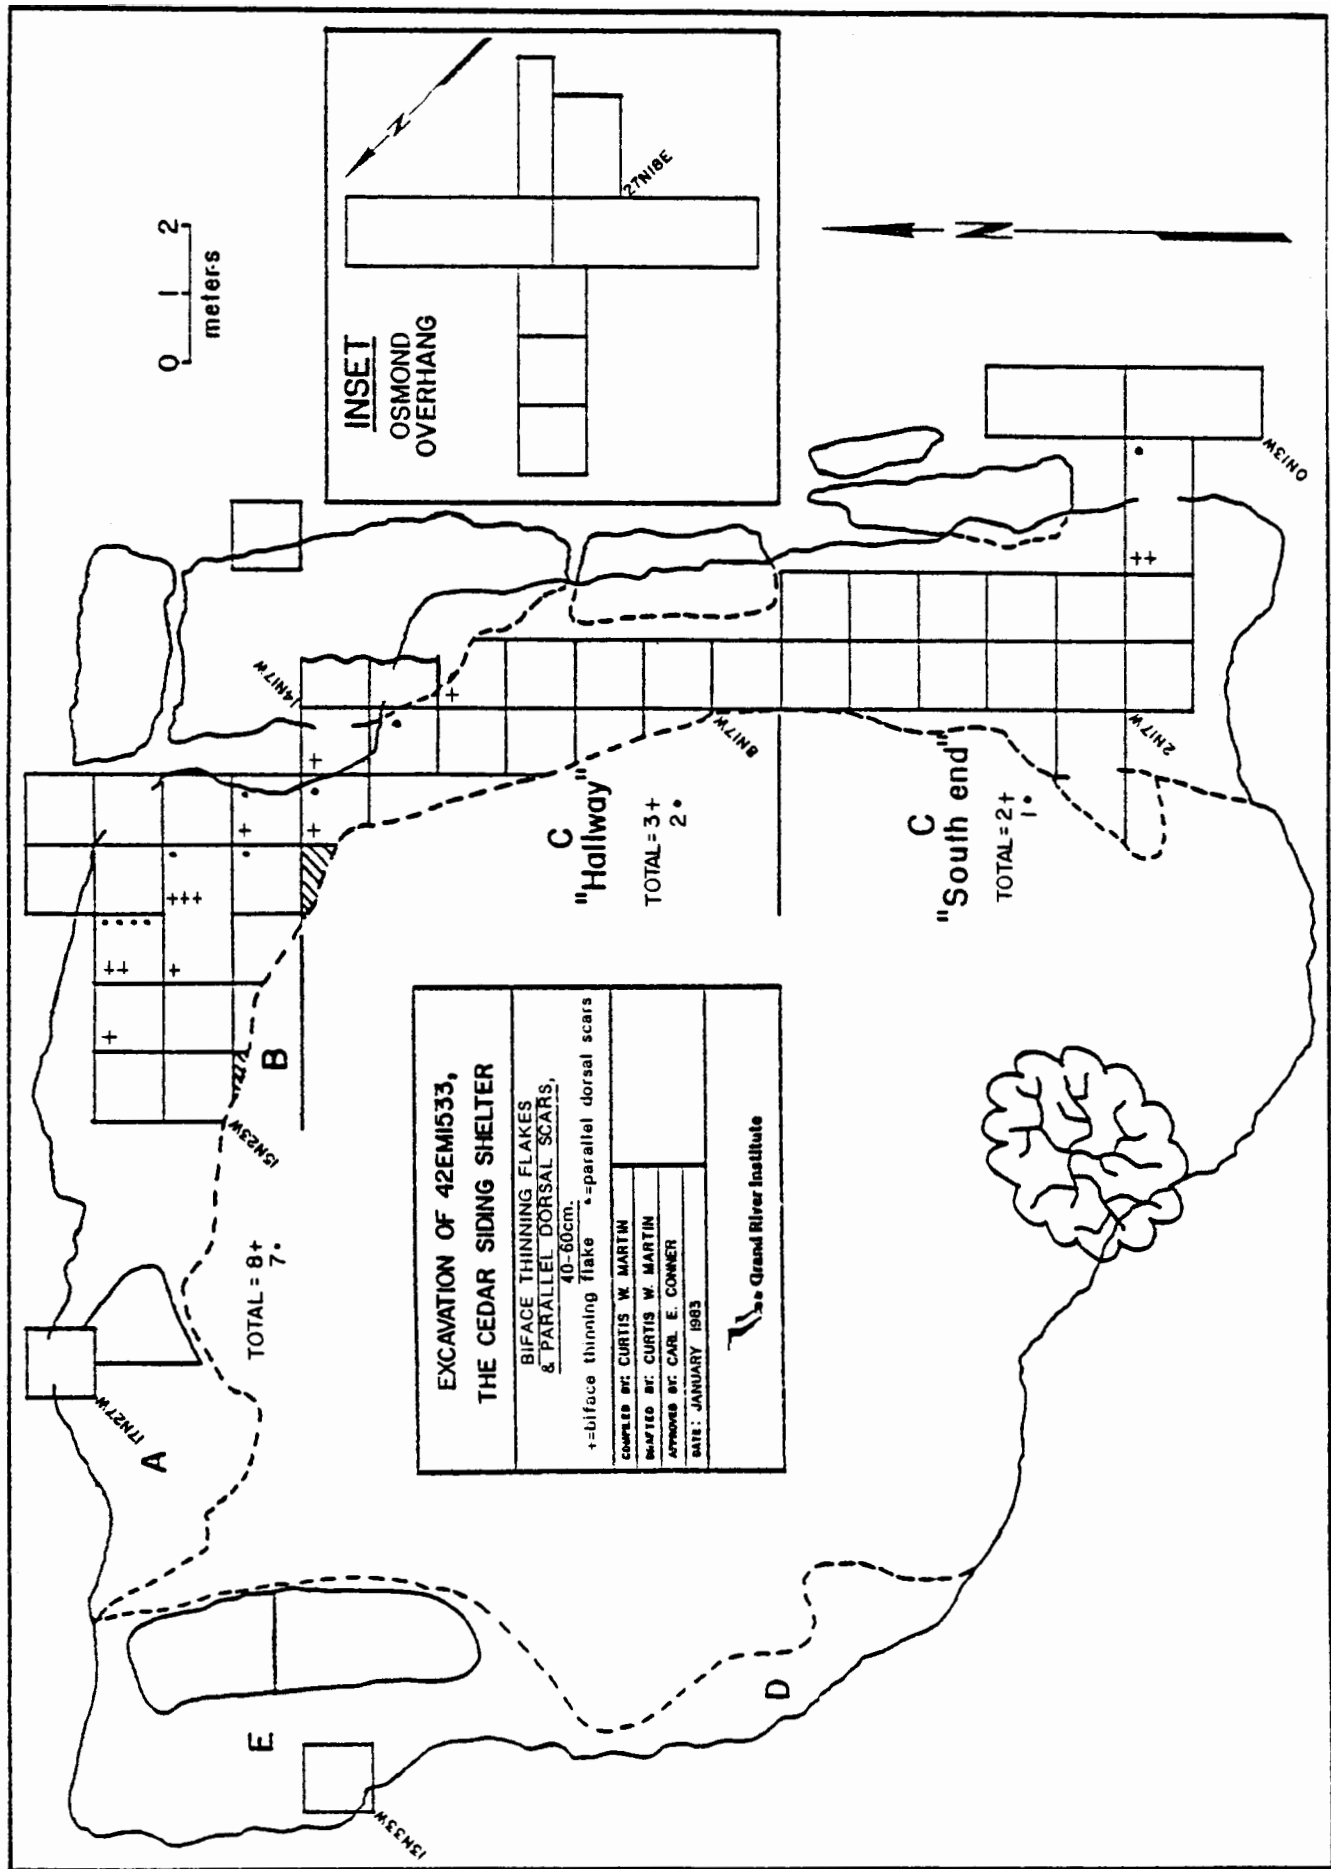 0 1 2
meters
INSET
OSMOND
OVERHANG
N
27N18E
N
14N17W
15N23W
17N27W
A
B
TOTAL = 8+
7•
C
"Hallway"
TOTAL = 3+
2•
8N17W
C
"South end"
TOTAL = 2+
1•
2N17W
0N13W
D
E
13N33W
EXCAVATION OF 42EM1533,
THE CEDAR SIDING SHELTER
BIFACE THINNING FLAKES
& PARALLEL DORSAL SCARS,
40-60cm.
+=biface thinning flake •=parallel dorsal scars
COMPILED BY: CURTIS W. MARTIN
DRAFTED BY: CURTIS W. MARTIN
APPROVED BY: CARL E. CONNER
DATE: JANUARY 1983
Grand River Institute